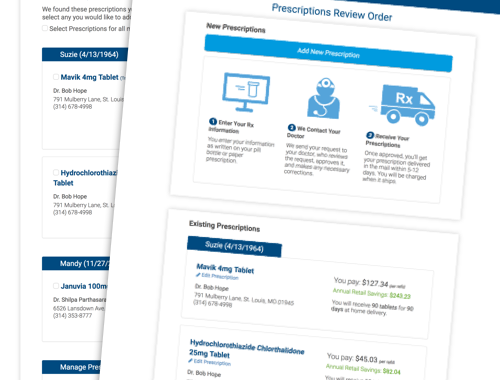 We found these prescriptions y
select any you would like to ad
Select Prescriptions for all n
Suzie (4/13/1964)
Mavik 4mg Tablet
Dr. Bob Hope
791 Mulberry Lane, St. Louis
(314) 678-4998
Hydrochlorothiazi
Tablet
Dr. Bob Hope
791 Mulberry Lane, St. L
(314) 678-4998
Mandy (11/27/
Januvia 100m
Dr. Shilpa Parthasara
6526 Lansdown Ave
(314) 353-8777
Manage Pre
Prescriptions Review Order
New Prescriptions
Add New Prescription
Rx
1 Enter Your Rx
Information
You enter your information
as written on your pill
bottle or paper
prescription.
2 We Contact Your
Doctor
We send your request to
your doctor, who reviews
the request, approves it,
and makes any necessary
corrections.
3 Receive Your
Prescriptions
Once approved, you'll get
your prescription delivered
in the mail within 5-12
days. You will be charged
when it ships.
Existing Prescriptions
Suzie (4/13/1964)
Mavik 4mg Tablet
Edit Prescription
Dr. Bob Hope
791 Mulberry Lane, St. Louis, MO 01945
(314) 678-4998
You pay: $127.34 per refill
Annual Retail Savings: $243.23
You will receive 90 tablets for 90
days at home delivery.
Hydrochlorothiazide Chlorthalidone
25mg Tablet
Edit Prescription
Dr. Bob Hope
You pay: $45.03 per refill
Annual Retail Savings: $82.04